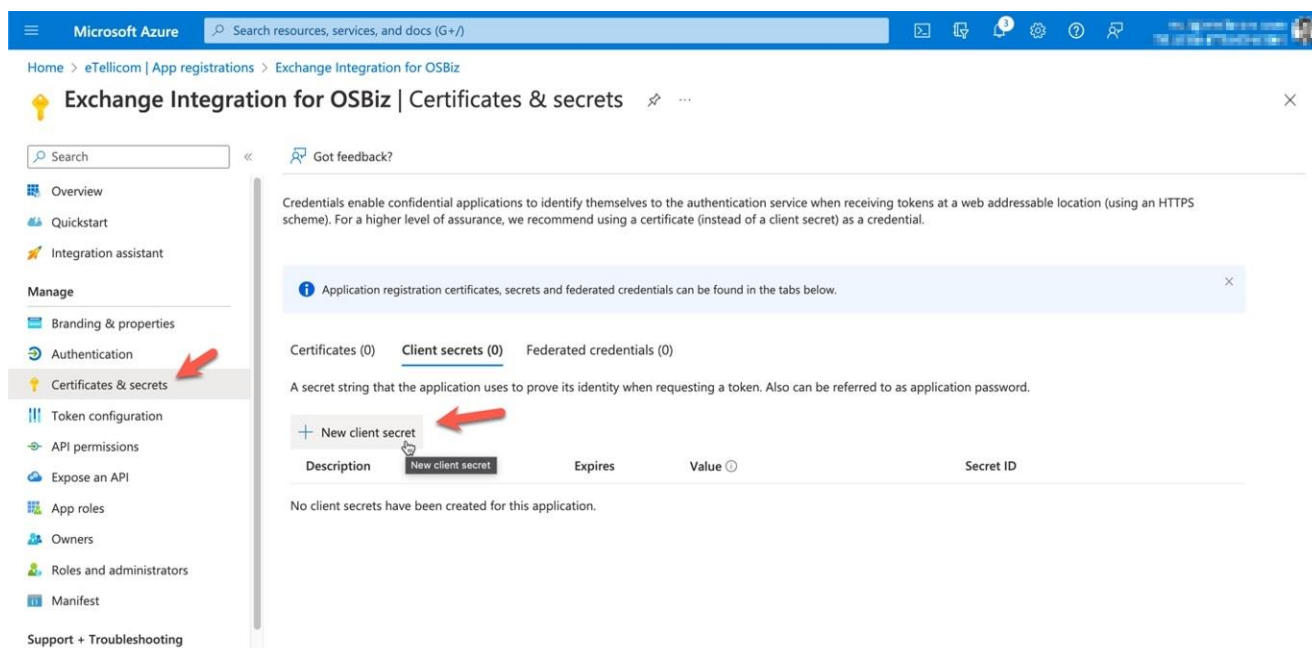 Microsoft Azure
Search resources, services, and docs (G+/)
3
Home > eTellicom | App registrations > Exchange Integration for OSBiz
Exchange Integration for OSBiz | Certificates & secrets
Search
Got feedback?
Overview
Quickstart
Integration assistant
Manage
Branding & properties
Authentication
Certificates & secrets
Token configuration
API permissions
Expose an API
App roles
Owners
Roles and administrators
Manifest
Support + Troubleshooting
Credentials enable confidential applications to identify themselves to the authentication service when receiving tokens at a web addressable location (using an HTTPS
scheme). For a higher level of assurance, we recommend using a certificate (instead of a client secret) as a credential.
Application registration certificates, secrets and federated credentials can be found in the tabs below.
Certificates (0) Client secrets (0) Federated credentials (0)
A secret string that the application uses to prove its identity when requesting a token. Also can be referred to as application password.
New client secret
New client secret
Description Expires Value Secret ID
No client secrets have been created for this application.